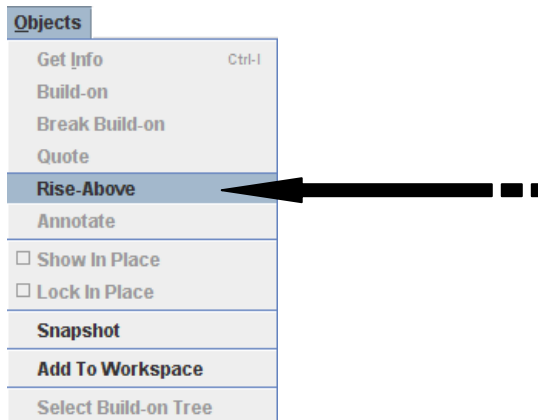 Objects
Get Info Ctrl-I
Build-on
Break Build-on
Quote
Rise-Above
Annotate
Show In Place
Lock In Place
Snapshot
Add To Workspace
Select Build-on Tree